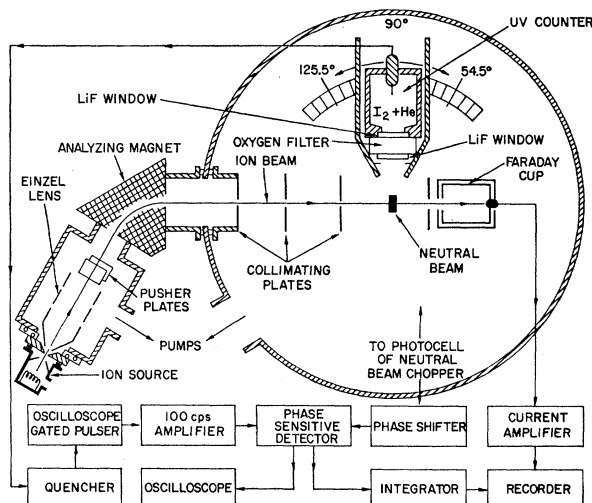 90°
UV COUNTER
125.5°
54.5°
LiF WINDOW
I₂ + He
OXYGEN FILTER
LiF WINDOW
ION BEAM
ANALYZING MAGNET
FARADAY
CUP
EINZEL
LENS
NEUTRAL
BEAM
COLLIMATING
PLATES
PUSHER
PLATES
PUMPS
TO PHOTOCELL
OF NEUTRAL
BEAM CHOPPER
ION SOURCE
OSCILLOSCOPE
GATED PULSER
100 cps
AMPLIFIER
PHASE
SENSITIVE
DETECTOR
PHASE SHIFTER
CURRENT
AMPLIFIER
QUENCHER
OSCILLOSCOPE
INTEGRATOR
RECORDER